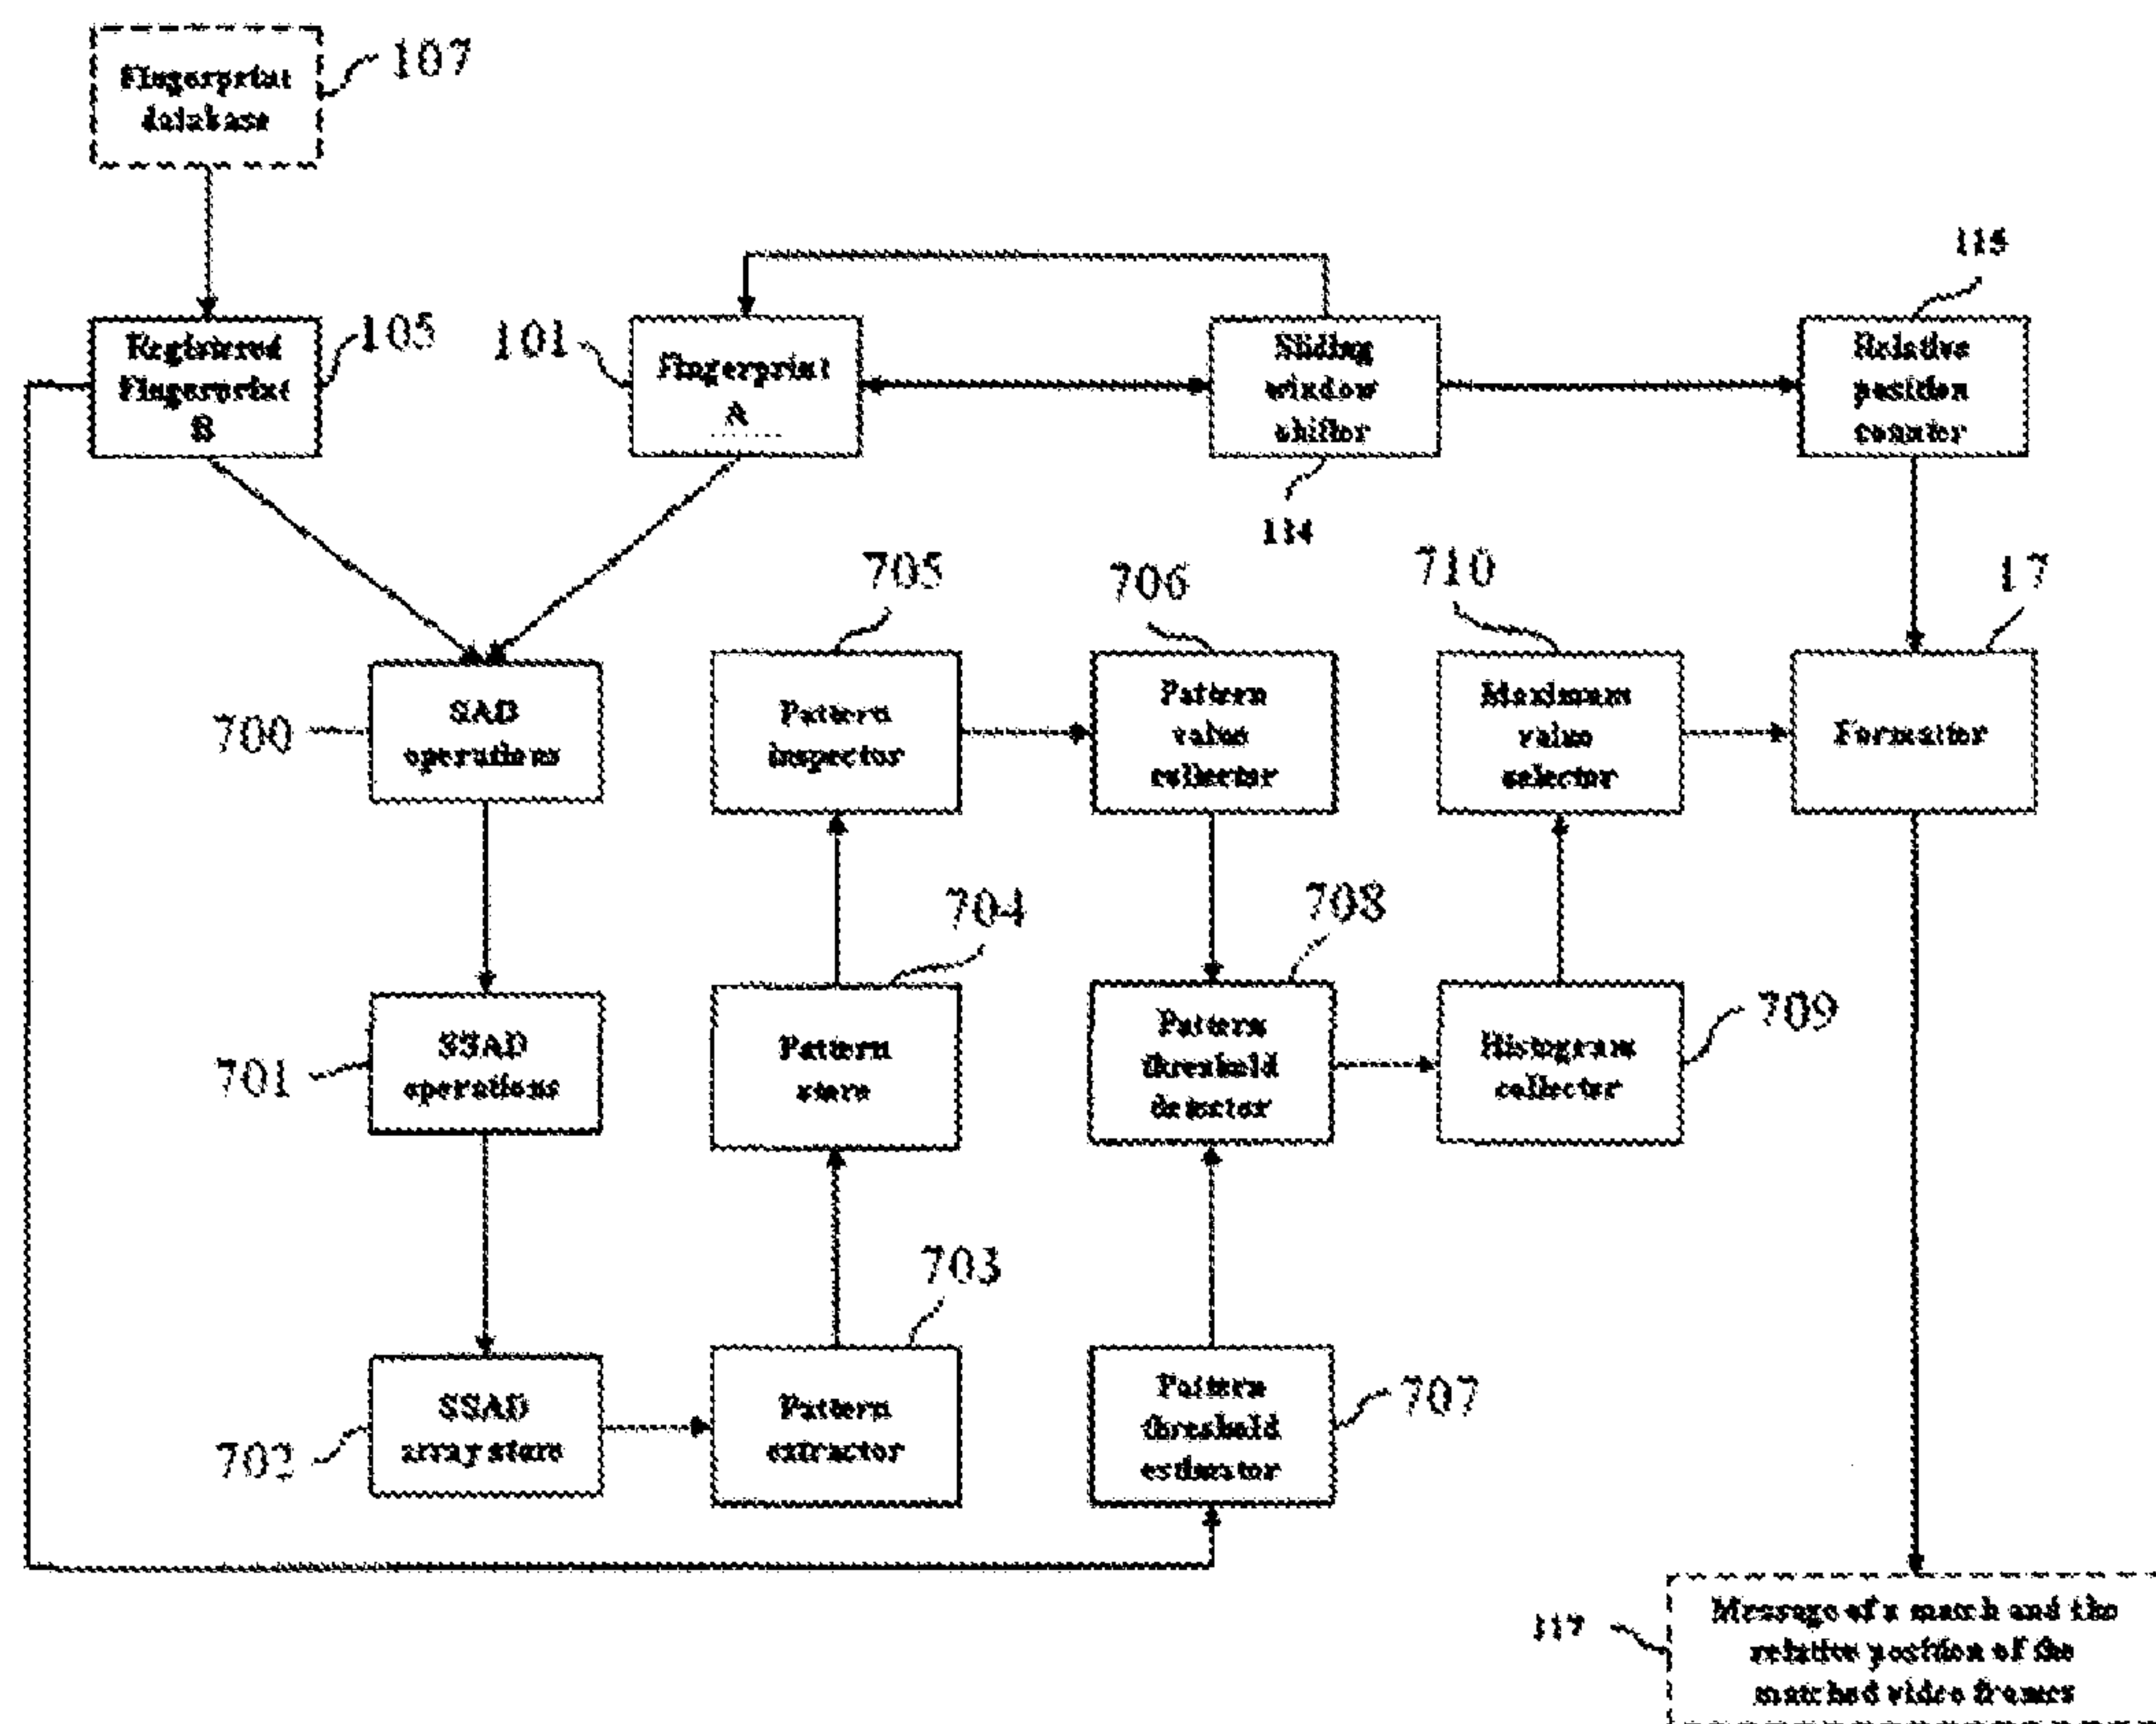 Fingerprint
database
107
115
Registered
Fingerprint
B
105
101
Fingerprint
A
Sliding
window
shifter
Relative
position
counter
114
705
706
710
17
700
SAD
operations
Pattern
inspector
Pattern
value
collector
Maximum
value
selector
Formatter
704
708
701
SSAD
operations
Pattern
store
Pattern
threshold
detector
Histogram
collector
709
703
702
SSAD
array store
Pattern
extractor
Pattern
threshold
estimator
707
117
Message of a match and the
relative position of the
matched video frames